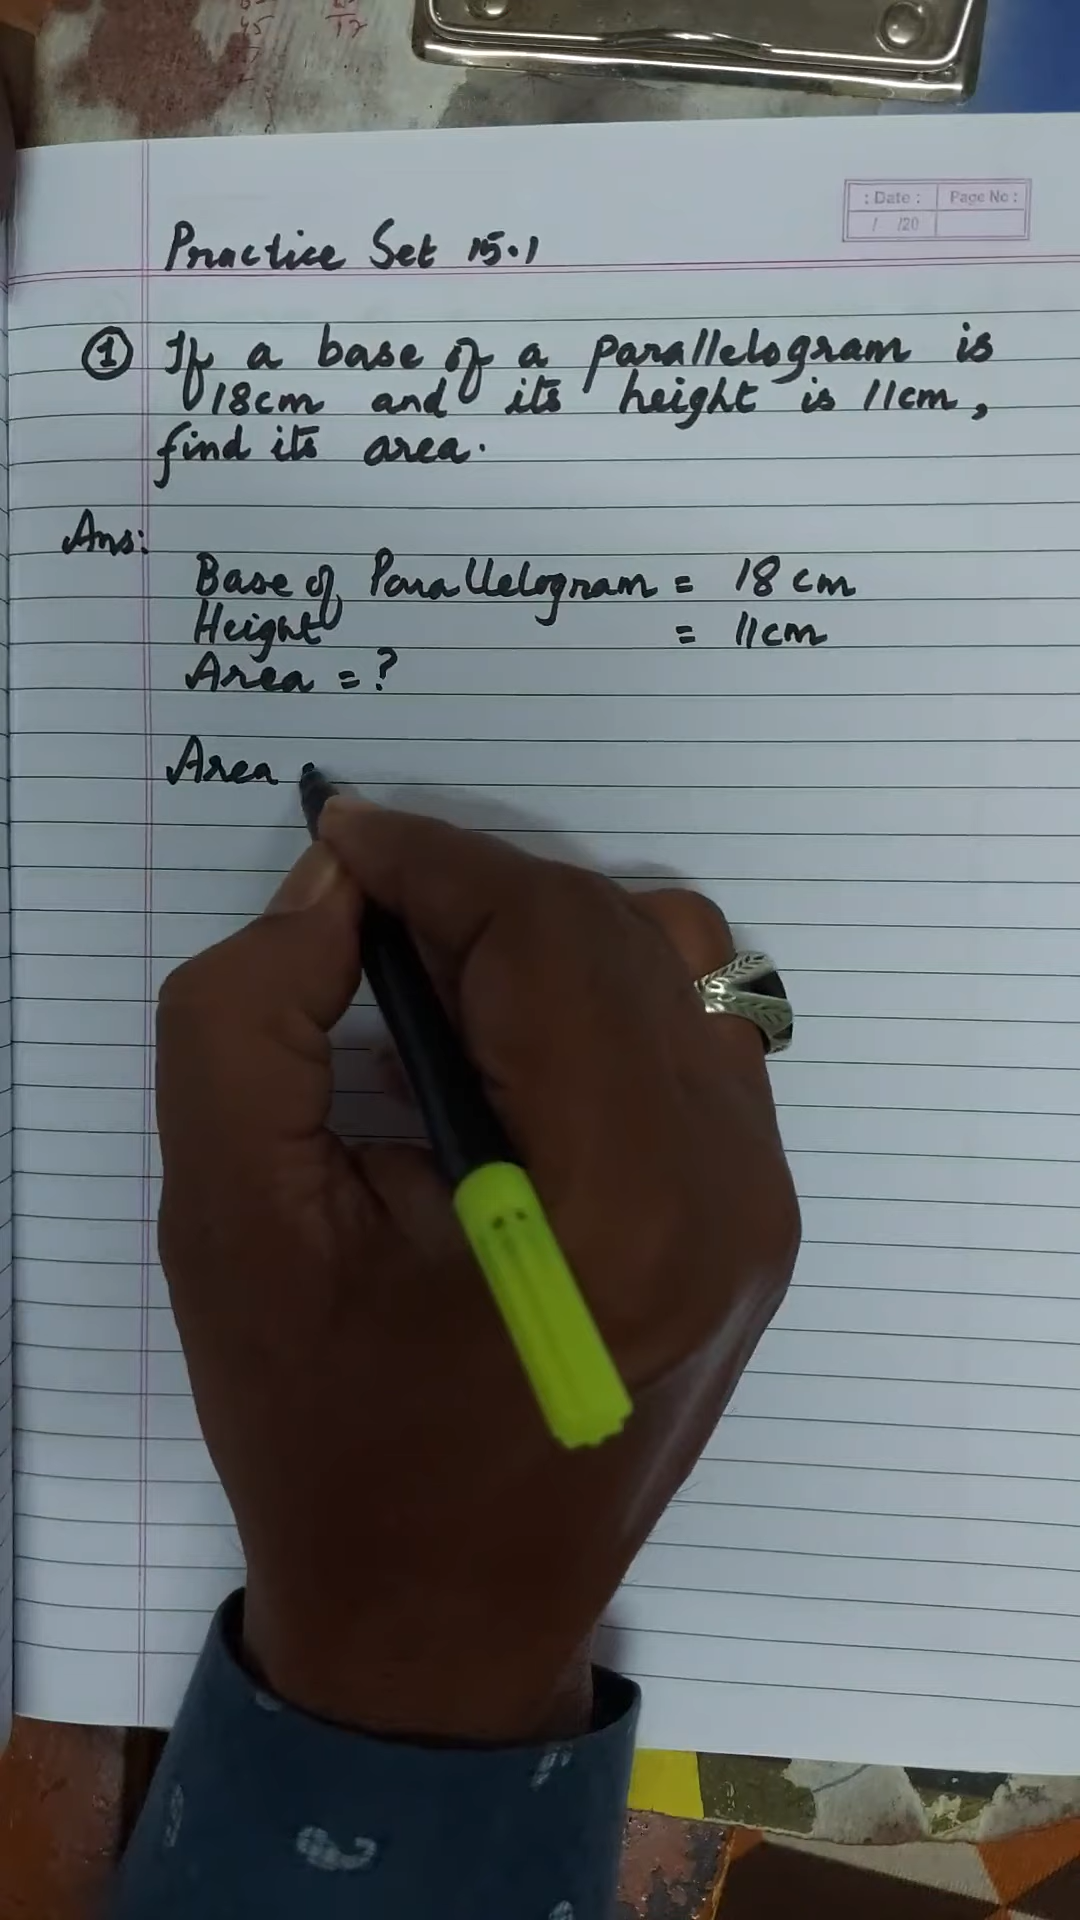 : Date :
Page No :
/ /20
Practice Set 15.1
① If a base of a parallelogram is
18cm and its height is 11cm,
find its area.
Ans:
Base of Parallelogram = 18 cm
Height = 11cm
Area = ?
Area